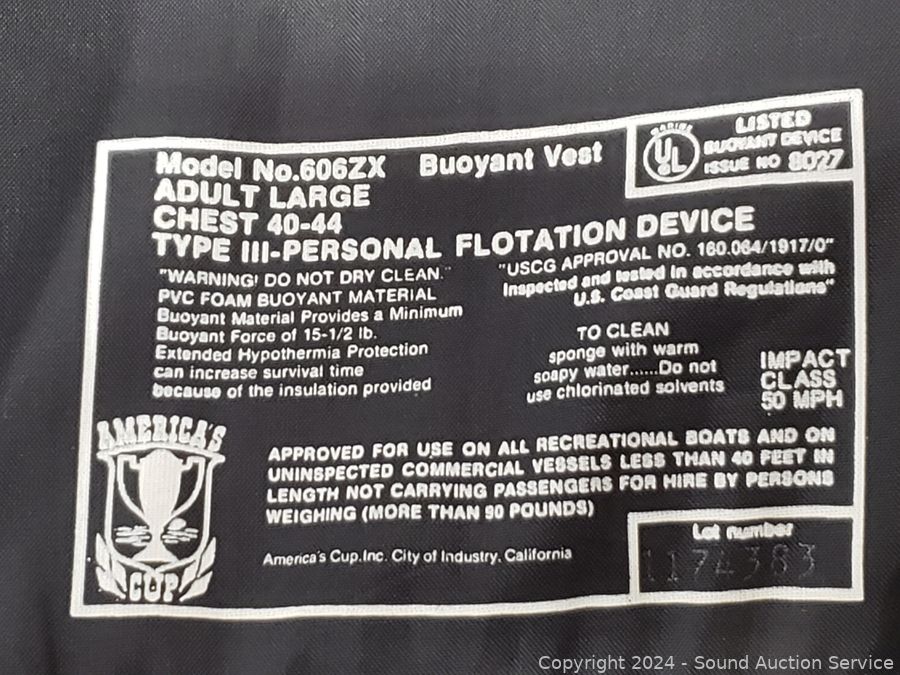 Model No.606ZX Buoyant Vest
ADULT LARGE
CHEST 40-44
TYPE III-PERSONAL FLOTATION DEVICE
MARINE
UL
LISTED
BUOYANT DEVICE
ISSUE NO 8027
"WARNING! DO NOT DRY CLEAN."
PVC FOAM BUOYANT MATERIAL
Buoyant Material Provides a Minimum
Buoyant Force of 15-1/2 lb.
Extended Hypothermia Protection
can increase survival time
because of the insulation provided
"USCG APPROVAL NO. 160.064/1917/0"
Inspected and tested in accordance with
U.S. Coast Guard Regulations"
TO CLEAN
sponge with warm
soapy water......Do not
use chlorinated solvents
IMPACT
CLASS
50 MPH
AMERICA'S
CUP
APPROVED FOR USE ON ALL RECREATIONAL BOATS AND ON
UNINSPECTED COMMERCIAL VESSELS LESS THAN 40 FEET IN
LENGTH NOT CARRYING PASSENGERS FOR HIRE BY PERSONS
WEIGHING (MORE THAN 90 POUNDS)
America's Cup,Inc. City of Industry, California
Lot number
1174383
Copyright 2024 - Sound Auction Service